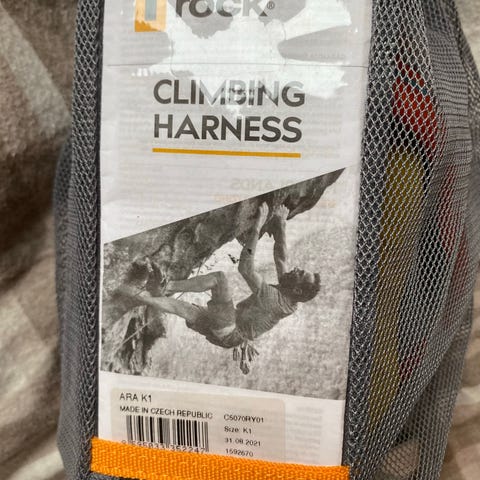 rock®
CLIMBING
HARNESS
ARA K1
MADE IN CZECH REPUBLIC C5070RY01
Size: K1
31.08.2021
1592670